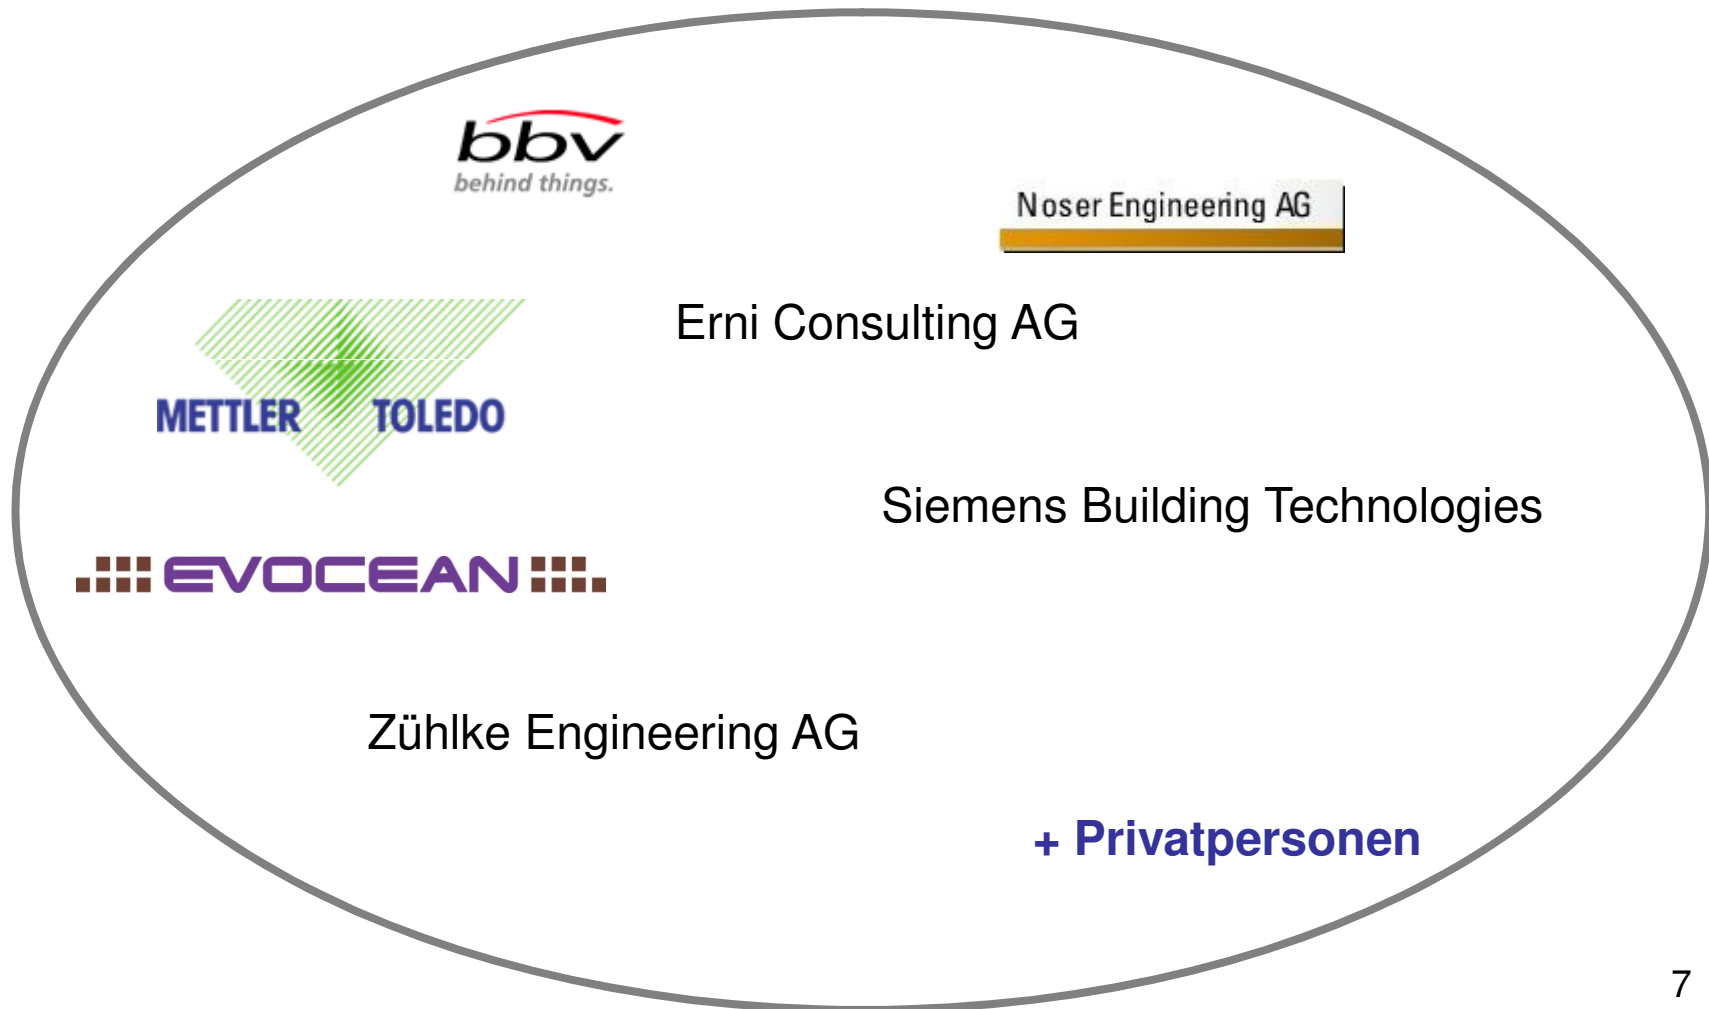 bbv
behind things.
Noser Engineering AG
Erni Consulting AG
METTLER TOLEDO
Siemens Building Technologies
EVOCEAN
Zühlke Engineering AG
+ Privatpersonen
7